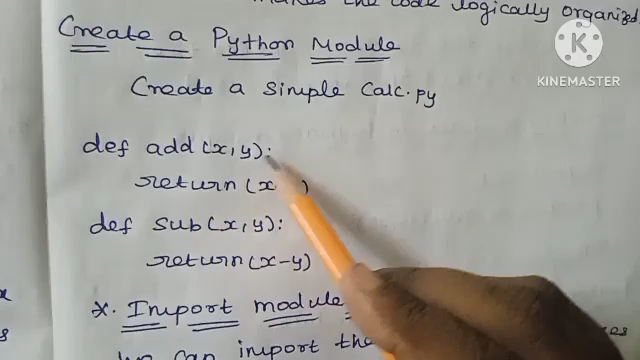 makes the code logically organized
Create a Python Module
Create a Simple Calc.py
def add(x,y):
return(x
def sub(x,y):
return(x-y)
*. Import module
We can import the
KINEMASTER